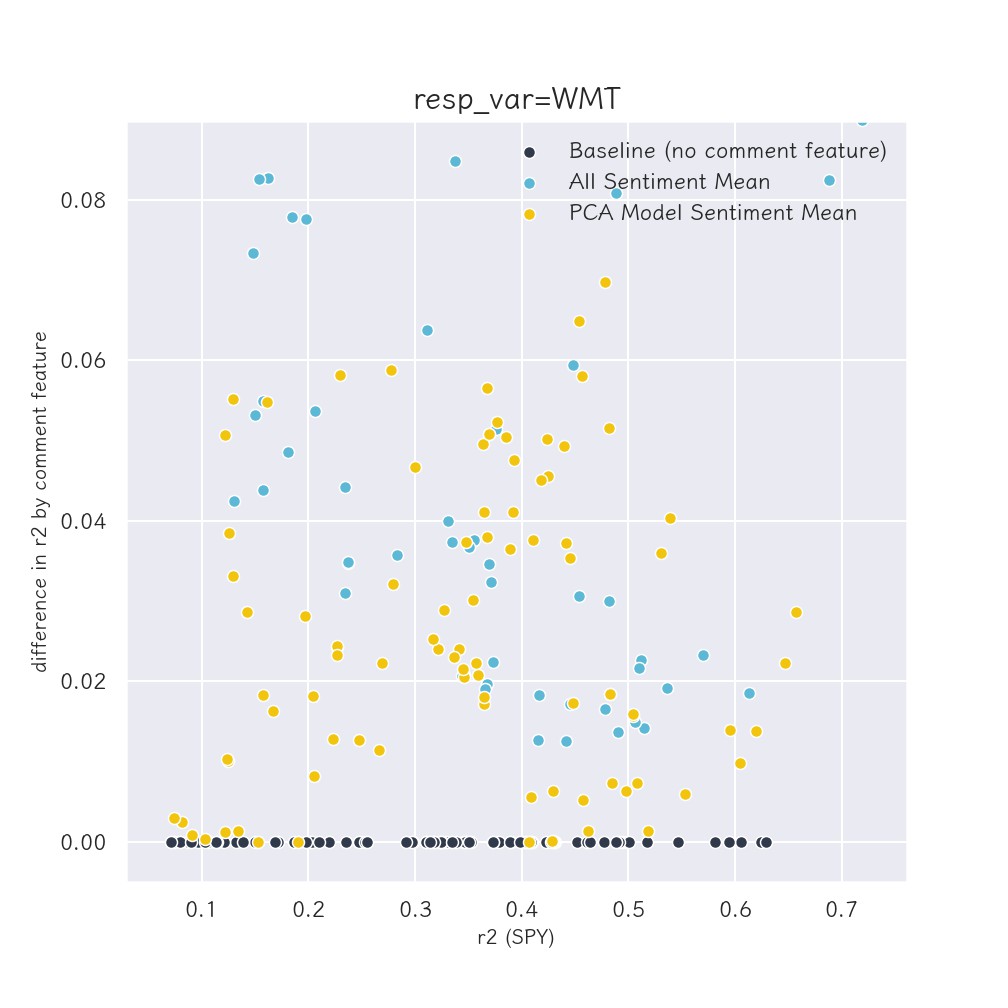 resp_var=WMT
Baseline (no comment feature)
All Sentiment Mean
PCA Model Sentiment Mean
difference in r2 by comment feature
0.08
0.06
0.04
0.02
0.00
0.1 0.2 0.3 0.4 0.5 0.6 0.7
r2 (SPY)